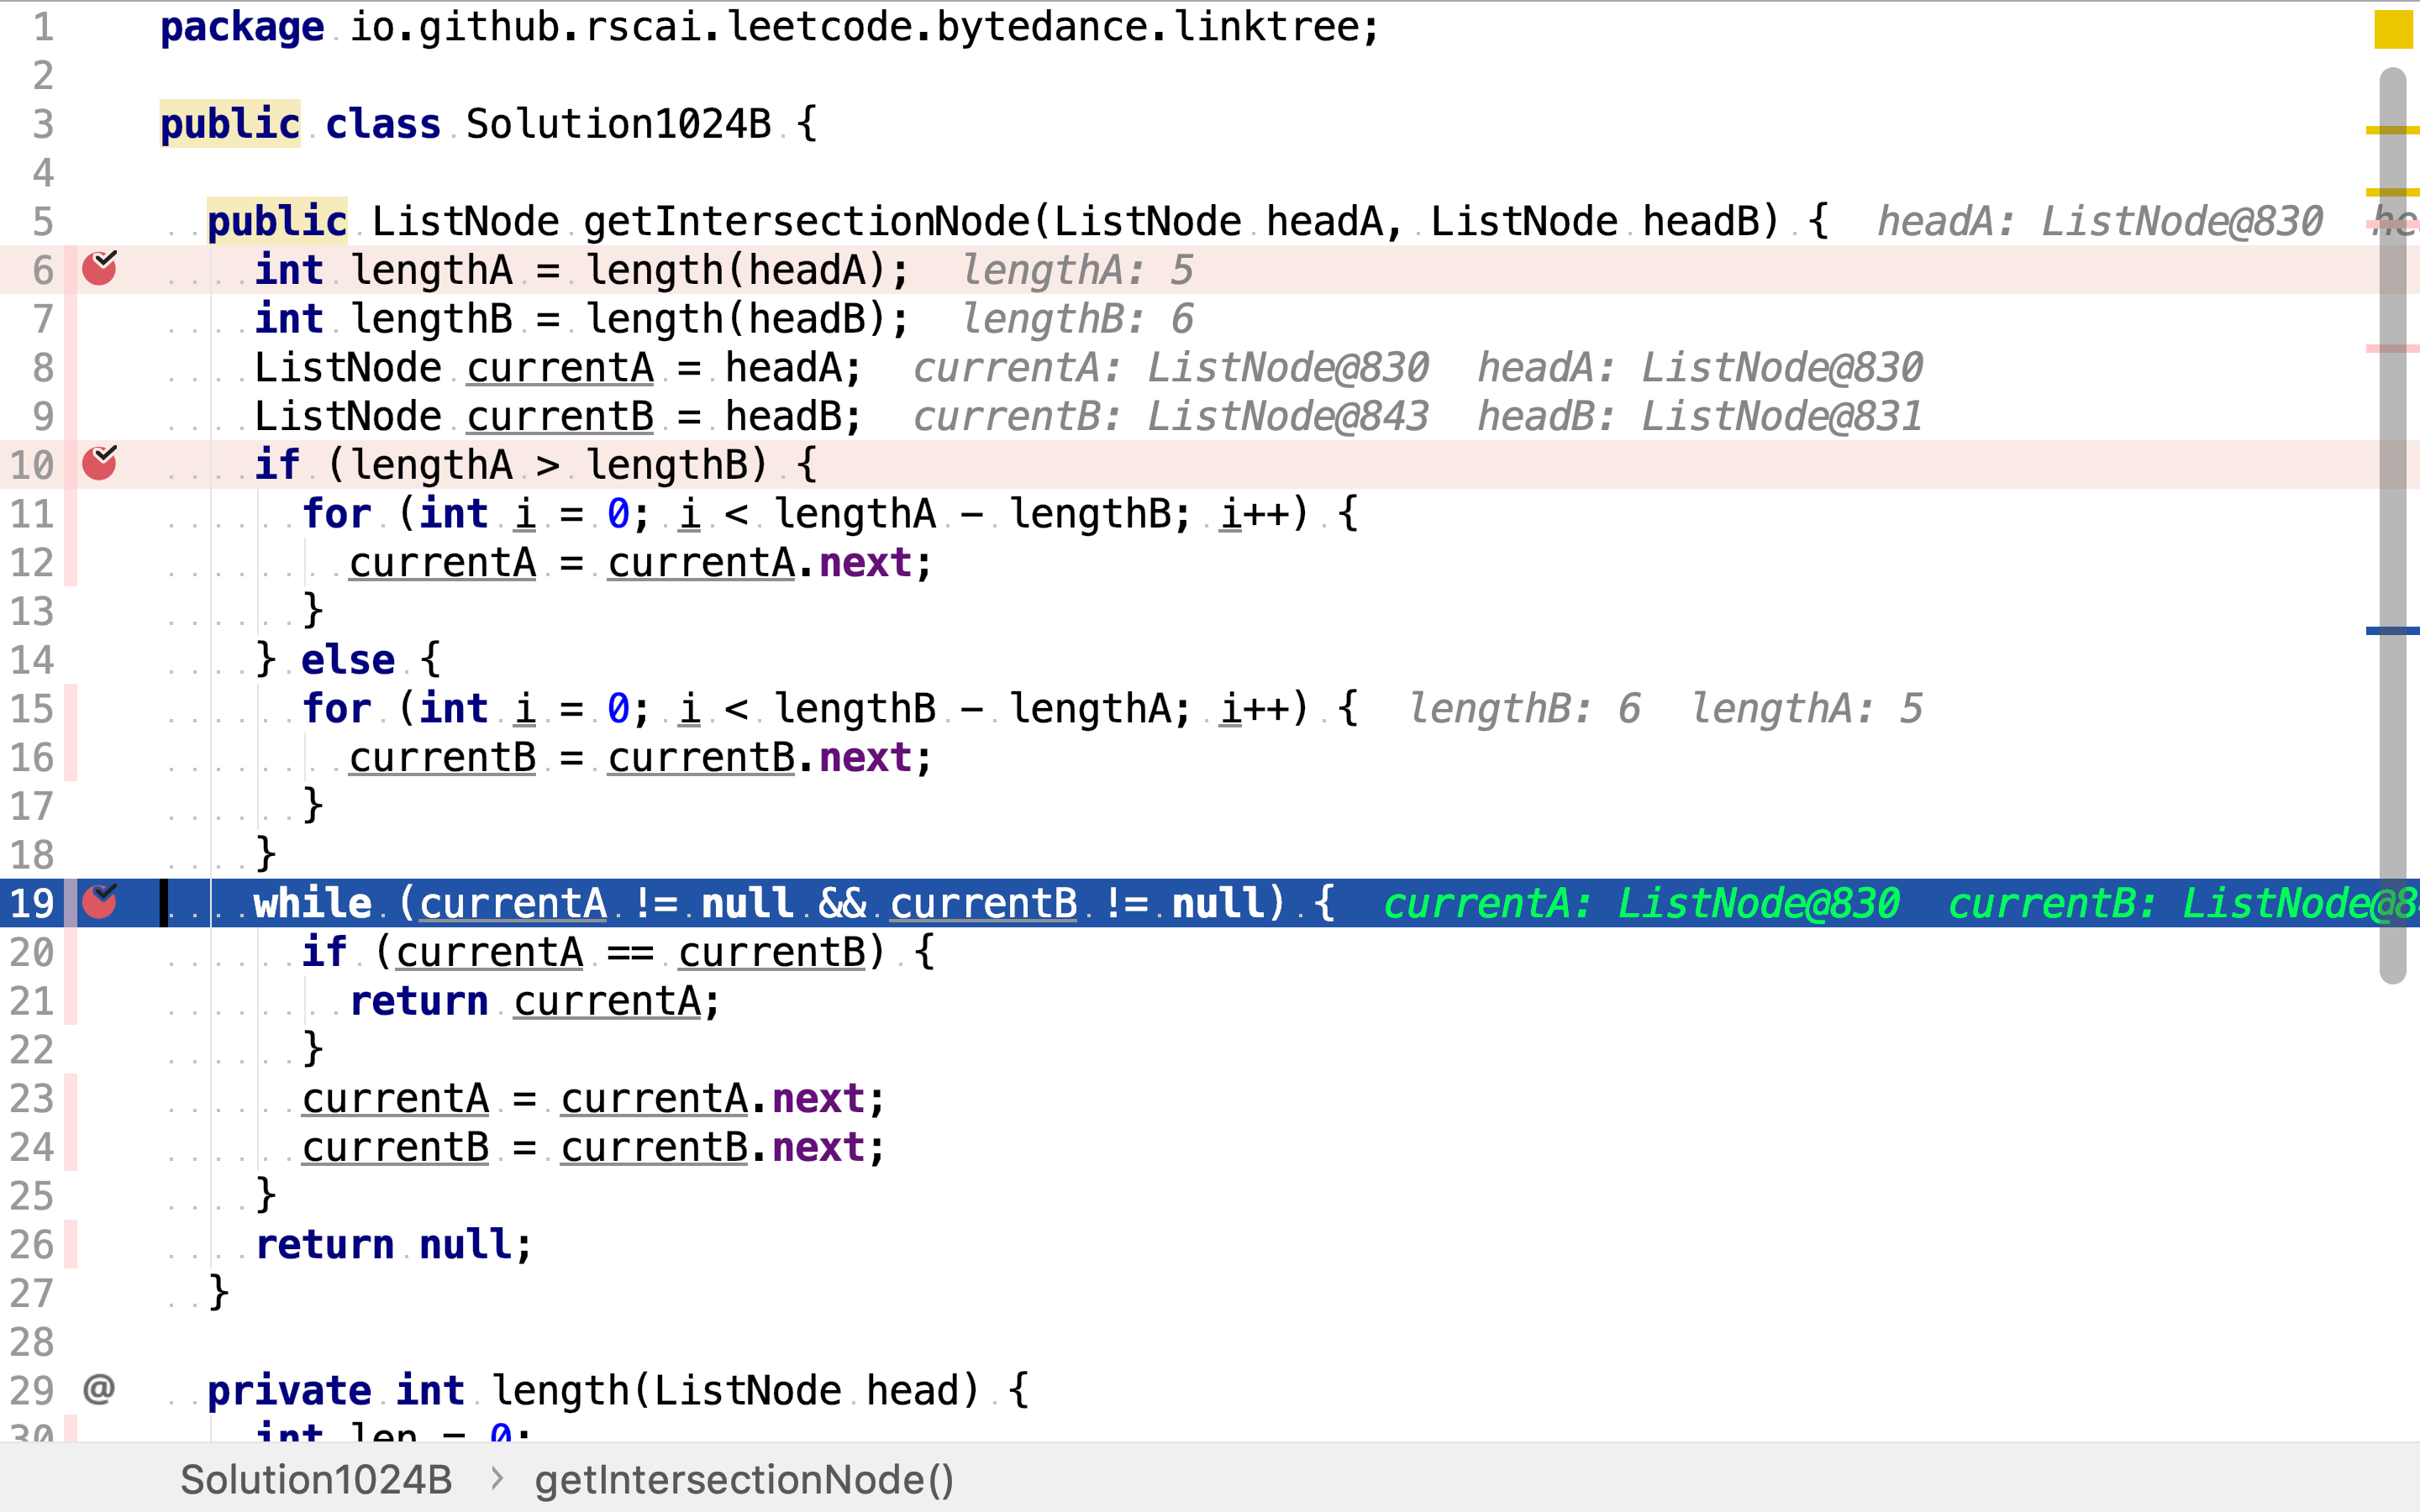 1 package io.github.rscai.leetcode.bytedance.linktree;
2
3 public class Solution1024B {
4
5 public ListNode getIntersectionNode(ListNode headA, ListNode headB) { headA: ListNode@830 he
6 int lengthA = length(headA); lengthA: 5
7 int lengthB = length(headB); lengthB: 6
8 ListNode currentA = headA; currentA: ListNode@830 headA: ListNode@830
9 ListNode currentB = headB; currentB: ListNode@843 headB: ListNode@831
10 if (lengthA > lengthB) {
11 for (int i = 0; i < lengthA - lengthB; i++) {
12 currentA = currentA.next;
13 }
14 } else {
15 for (int i = 0; i < lengthB - lengthA; i++) { lengthB: 6 lengthA: 5
16 currentB = currentB.next;
17 }
18 }
19 while (currentA != null && currentB != null) { currentA: ListNode@830 currentB: ListNode@8
20 if (currentA == currentB) {
21 return currentA;
22 }
23 currentA = currentA.next;
24 currentB = currentB.next;
25 }
26 return null;
27 }
28
29 @ private int length(ListNode head) {
30 int len = 0;
Solution1024B > getIntersectionNode()